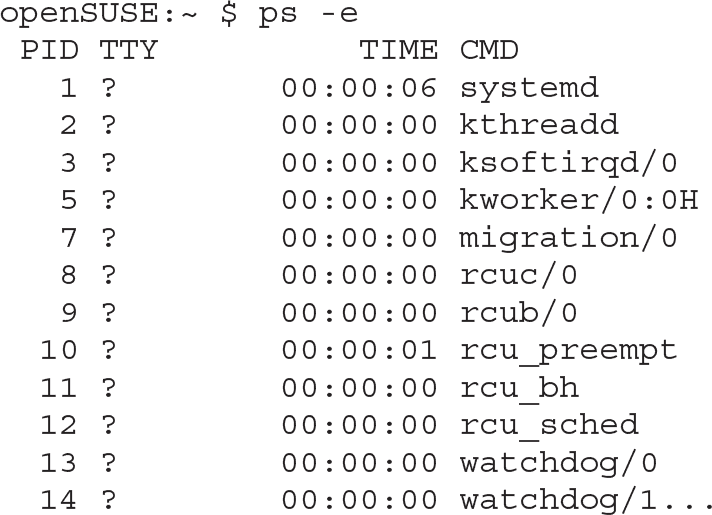 openSUSE:~ $ ps -e
PID TTY TIME CMD
1 ? 00:00:06 systemd
2 ? 00:00:00 kthreadd
3 ? 00:00:00 ksoftirqd/0
5 ? 00:00:00 kworker/0:0H
7 ? 00:00:00 migration/0
8 ? 00:00:00 rcuc/0
9 ? 00:00:00 rcub/0
10 ? 00:00:01 rcu_preempt
11 ? 00:00:00 rcu_bh
12 ? 00:00:00 rcu_sched
13 ? 00:00:00 watchdog/0
14 ? 00:00:00 watchdog/1...